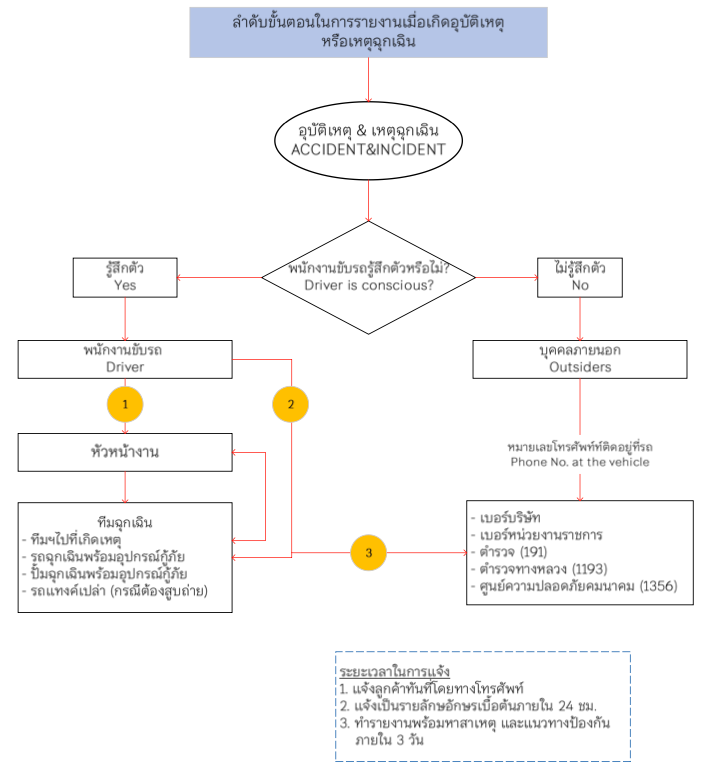 ลำดับขั้นตอนในการรายงานเมื่อเกิดอุบัติเหตุ
หรือเหตุฉุกเฉิน
อุบัติเหตุ & เหตุฉุกเฉิน
ACCIDENT&INCIDENT
พนักงานขับรถรู้สึกตัวหรือไม่?
Driver is conscious?
รู้สึกตัว
Yes
ไม่รู้สึกตัว
No
พนักงานขับรถ
Driver
บุคคลภายนอก
Outsiders
1
2
หัวหน้างาน
หมายเลขโทรศัพท์ที่ติดอยู่ที่รถ
Phone No. at the vehicle
ทีมฉุกเฉิน
- ทีมฯไปที่เกิดเหตุ
- รถฉุกเฉินพร้อมอุปกรณ์กู้ภัย
- ปั๊มฉุกเฉินพร้อมอุปกรณ์กู้ภัย
- รถแทงค์เปล่า (กรณีต้องสูบถ่าย)
3
- เบอร์บริษัท
- เบอร์หน่วยงานราชการ
- ตำรวจ (191)
- ตำรวจทางหลวง (1193)
- ศูนย์ความปลอดภัยคมนาคม (1356)
ระยะเวลาในการแจ้ง
1. แจ้งลูกค้าทันทีโดยทางโทรศัพท์
2. แจ้งเป็นรายลักษอักษรเบื้อต้นภายใน 24 ชม.
3. ทำรายงานพร้อมหาสาเหตุ และแนวทางป้องกัน
ภายใน 3 วัน